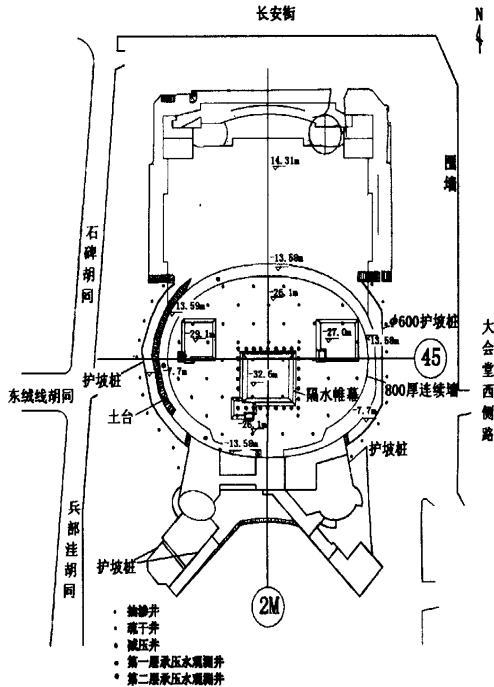 长安街
N
14.31m
围墙
石碑胡同
-13.59m
-26.1m
13.59m
ϕ600护坡桩
-29.1m
-27.0m
-13.58m
45
大会堂西侧路
护坡桩
-7.7m
-32.6m
800厚连续墙
东绒线胡同
隔水帷幕
土台
-7.7m
-26.1m
-13.58m
护坡桩
兵部洼胡同
护坡桩
2M
抽渗井
疏干井
减压井
第一层承压水观测井
第二层承压水观测井